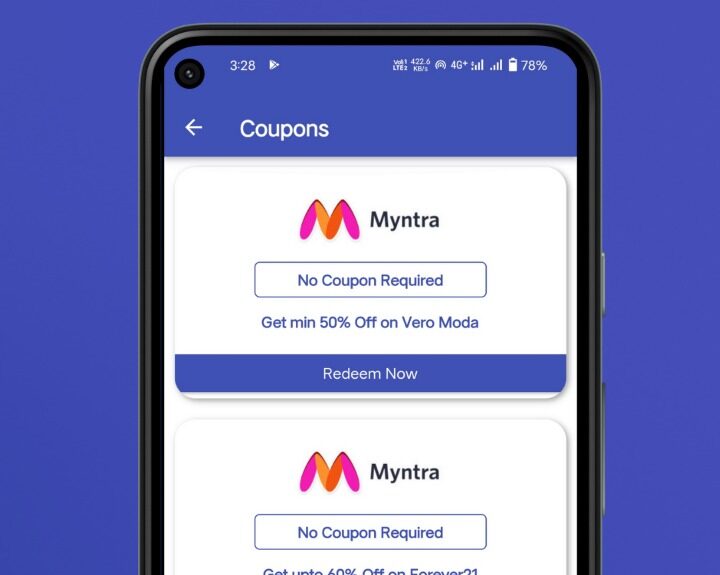 3:28 Vo))1 LTE2 422.6 KB/s 4G+ 78%
Coupons
Myntra
No Coupon Required
Get min 50% Off on Vero Moda
Redeem Now
Myntra
No Coupon Required
Get upto 60% Off on Forever21